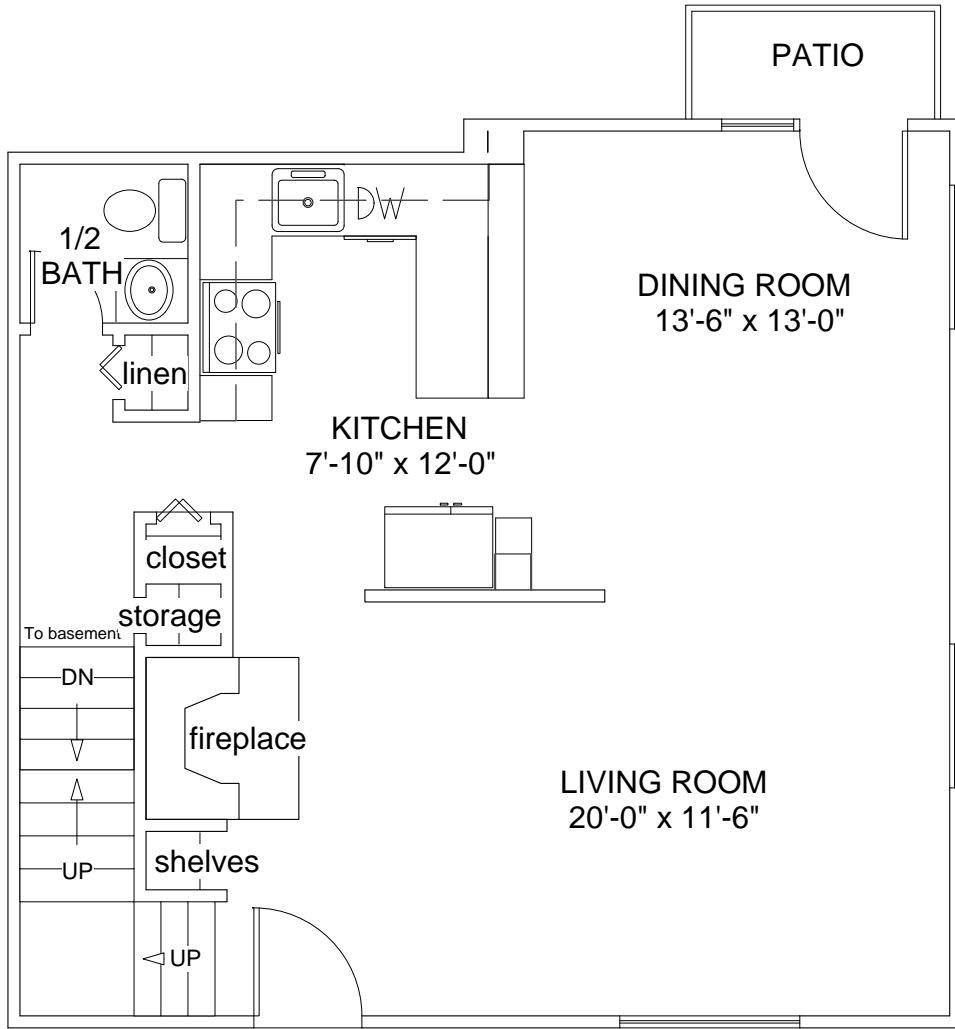 PATIO
1/2
BATH
DW
DINING ROOM
13'-6" x 13'-0"
linen
KITCHEN
7'-10" x 12'-0"
closet
storage
To basement
DN
fireplace
LIVING ROOM
20'-0" x 11'-6"
shelves
UP
UP